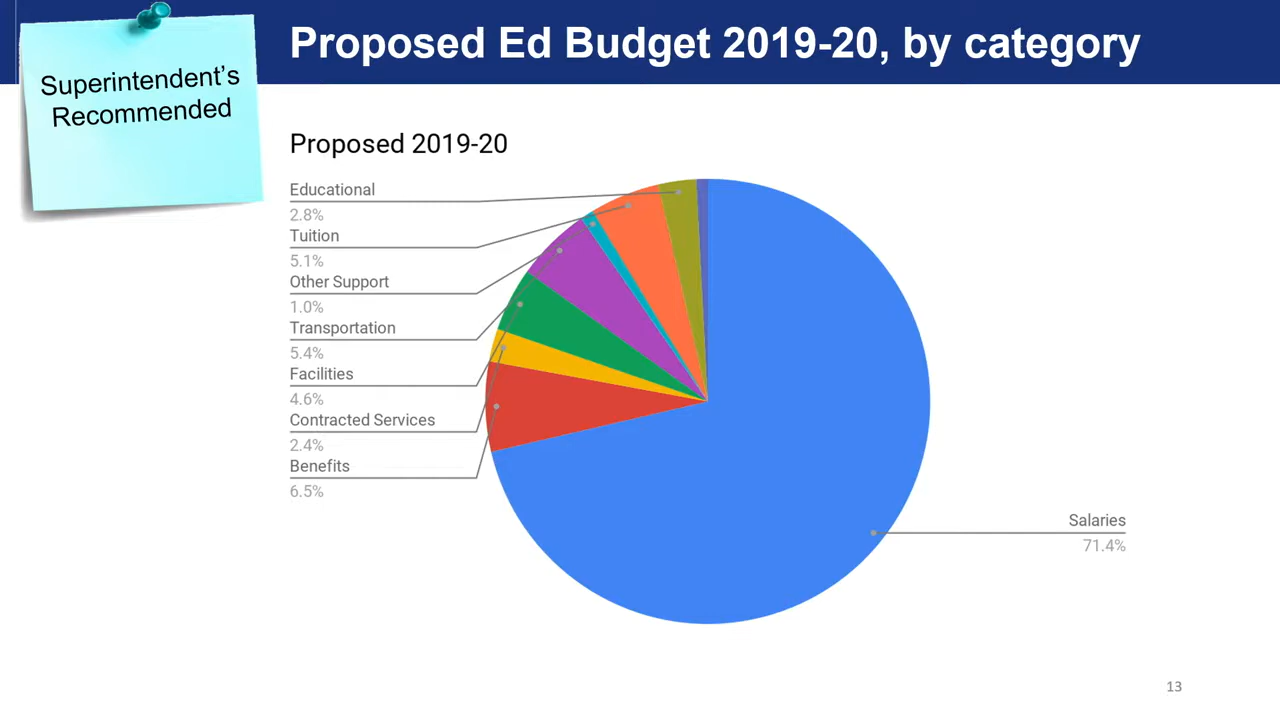 Proposed Ed Budget 2019-20, by category
Superintendent's
Recommended
Proposed 2019-20
Educational
2.8%
Tuition
5.1%
Other Support
1.0%
Transportation
5.4%
Facilities
4.6%
Contracted Services
2.4%
Benefits
6.5%
Salaries
71.4%
13